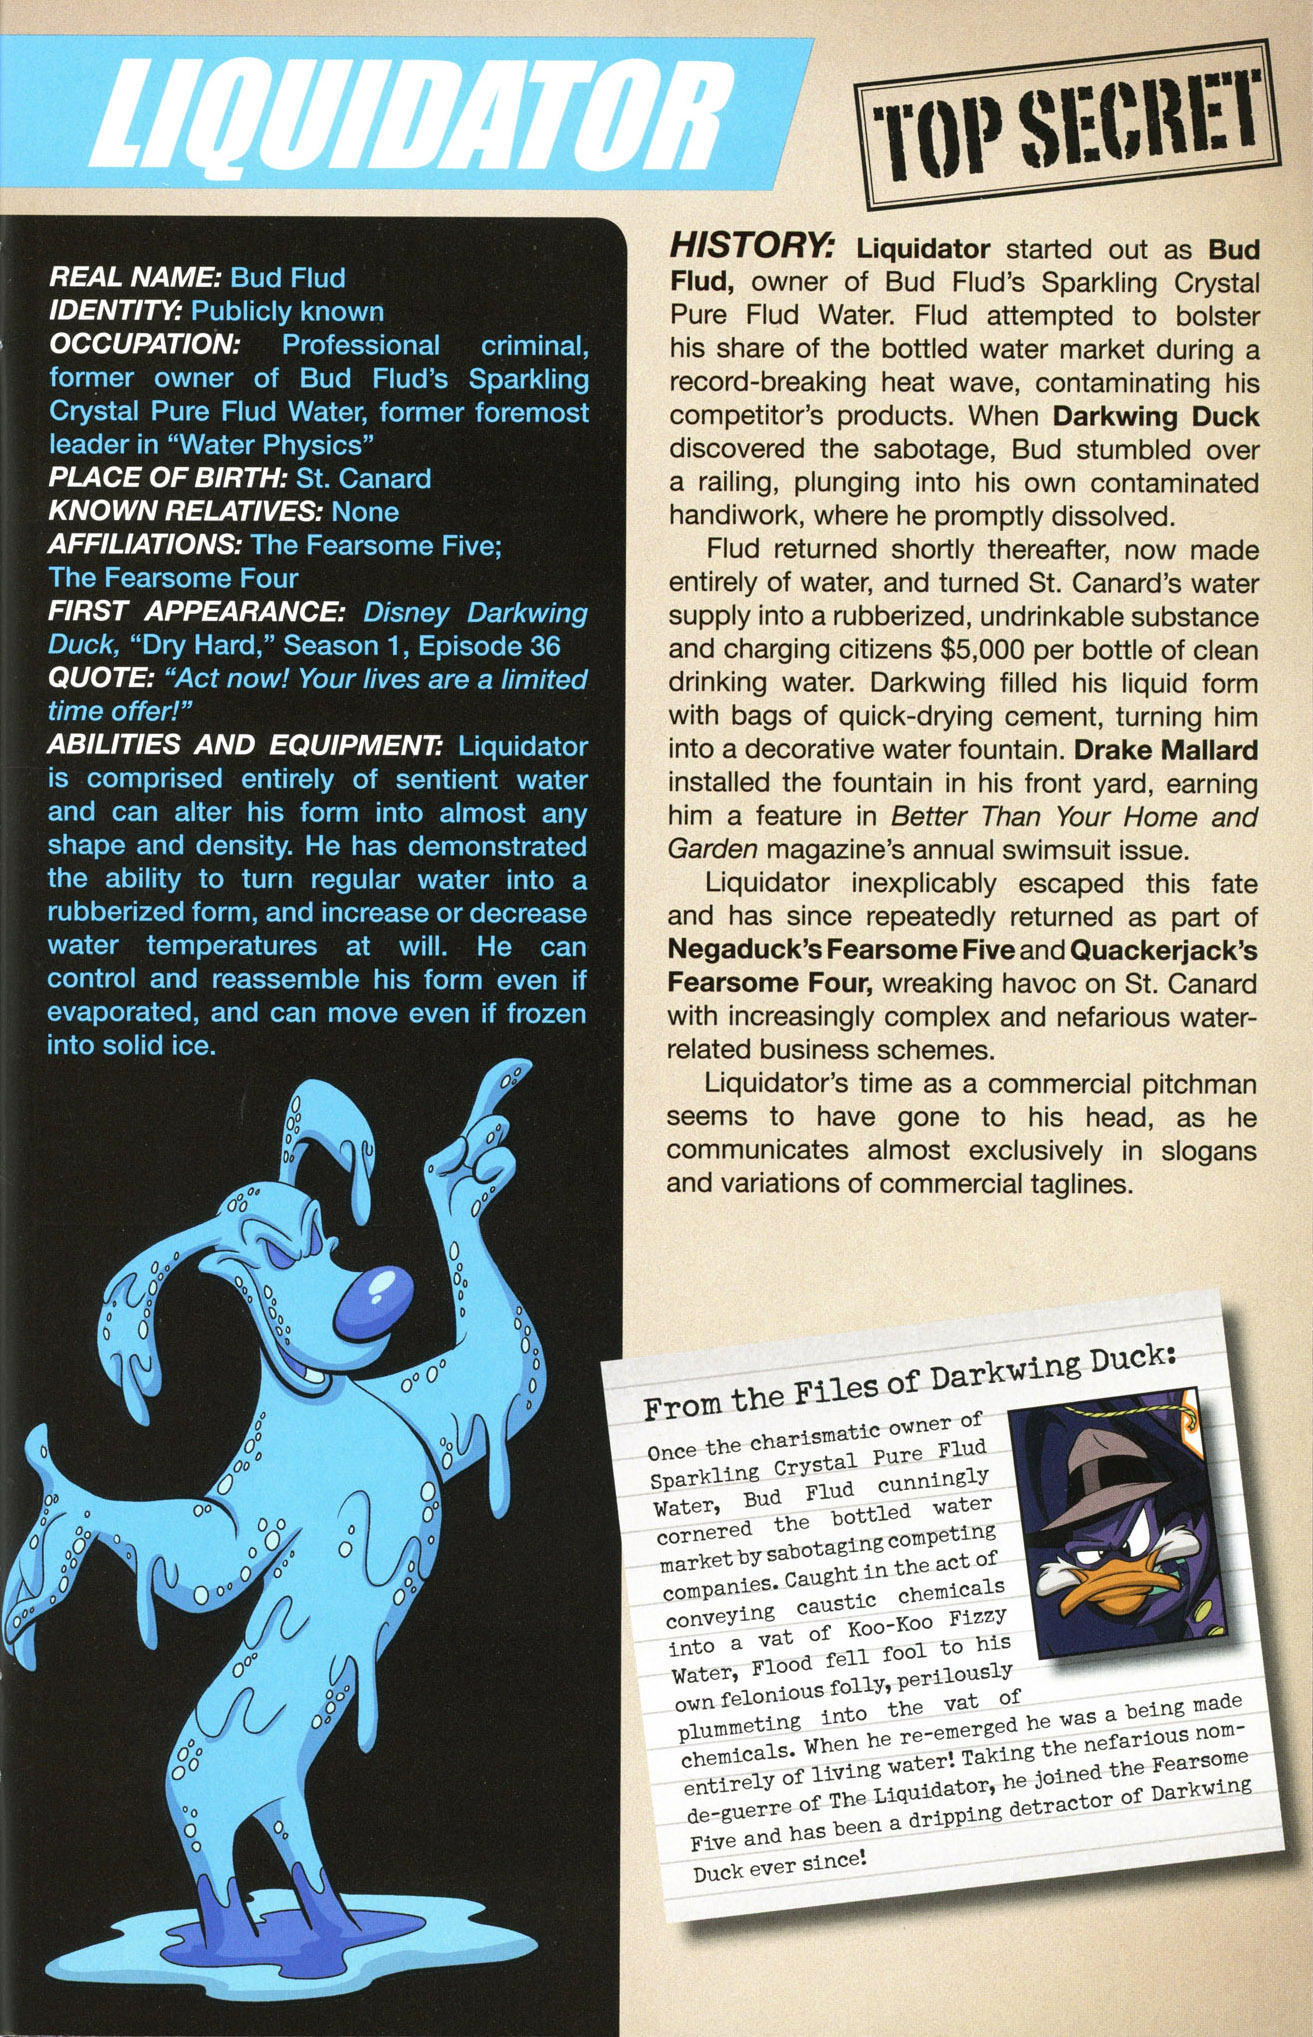 LIQUIDATOR
TOP SECRET
REAL NAME: Bud Flud
IDENTITY: Publicly known
OCCUPATION: Professional criminal,
former owner of Bud Flud's Sparkling
Crystal Pure Flud Water, former foremost
leader in “Water Physics”
PLACE OF BIRTH: St. Canard
KNOWN RELATIVES: None
AFFILIATIONS: The Fearsome Five;
The Fearsome Four
FIRST APPEARANCE: Disney Darkwing
Duck, “Dry Hard,” Season 1, Episode 36
QUOTE: “Act now! Your lives are a limited
time offer!”
ABILITIES AND EQUIPMENT: Liquidator
is comprised entirely of sentient water
and can alter his form into almost any
shape and density. He has demonstrated
the ability to turn regular water into a
rubberized form, and increase or decrease
water temperatures at will. He can
control and reassemble his form even if
evaporated, and can move even if frozen
into solid ice.
HISTORY: Liquidator started out as Bud
Flud, owner of Bud Flud's Sparkling Crystal
Pure Flud Water. Flud attempted to bolster
his share of the bottled water market during a
record-breaking heat wave, contaminating his
competitor's products. When Darkwing Duck
discovered the sabotage, Bud stumbled over
a railing, plunging into his own contaminated
handiwork, where he promptly dissolved.
Flud returned shortly thereafter, now made
entirely of water, and turned St. Canard's water
supply into a rubberized, undrinkable substance
and charging citizens $5,000 per bottle of clean
drinking water. Darkwing filled his liquid form
with bags of quick-drying cement, turning him
into a decorative water fountain. Drake Mallard
installed the fountain in his front yard, earning
him a feature in Better Than Your Home and
Garden magazine's annual swimsuit issue.
Liquidator inexplicably escaped this fate
and has since repeatedly returned as part of
Negaduck's Fearsome Five and Quackerjack's
Fearsome Four, wreaking havoc on St. Canard
with increasingly complex and nefarious water-
related business schemes.
Liquidator's time as a commercial pitchman
seems to have gone to his head, as he
communicates almost exclusively in slogans
and variations of commercial taglines.
From the Files of Darkwing Duck:
Once the charismatic owner of
Sparkling Crystal Pure Flud
Water, Bud Flud cunningly
cornered the bottled water
market by sabotaging competing
companies. Caught in the act of
conveying caustic chemicals
into a vat of Koo-Koo Fizzy
Water, Flood fell fool to his
own felonious folly, perilously
plummeting into the vat of
chemicals. When he re-emerged he was a being made
entirely of living water! Taking the nefarious nom-
de-guerre of The Liquidator, he joined the Fearsome
Five and has been a dripping detractor of Darkwing
Duck ever since!